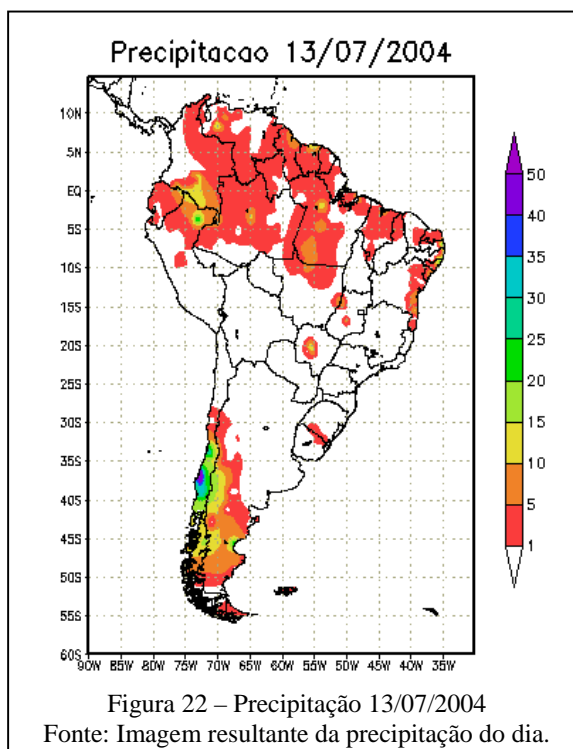 Precipitacao 13/07/2004
10N
5N
EQ
5S
10S
15S
20S
25S
30S
35S
40S
45S
50S
55S
60S
90W 85W 80W 75W 70W 65W 60W 55W 50W 45W 40W 35W
50
40
35
30
25
20
15
10
5
1
Figura 22 – Precipitação 13/07/2004
Fonte: Imagem resultante da precipitação do dia.